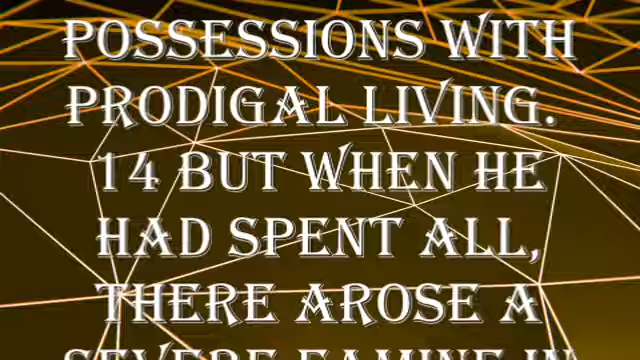 POSSESSIONS WITH
PRODIGAL LIVING.
14 BUT WHEN HE
HAD SPENT ALL,
THERE AROSE A
SEVERE FAMINE IN